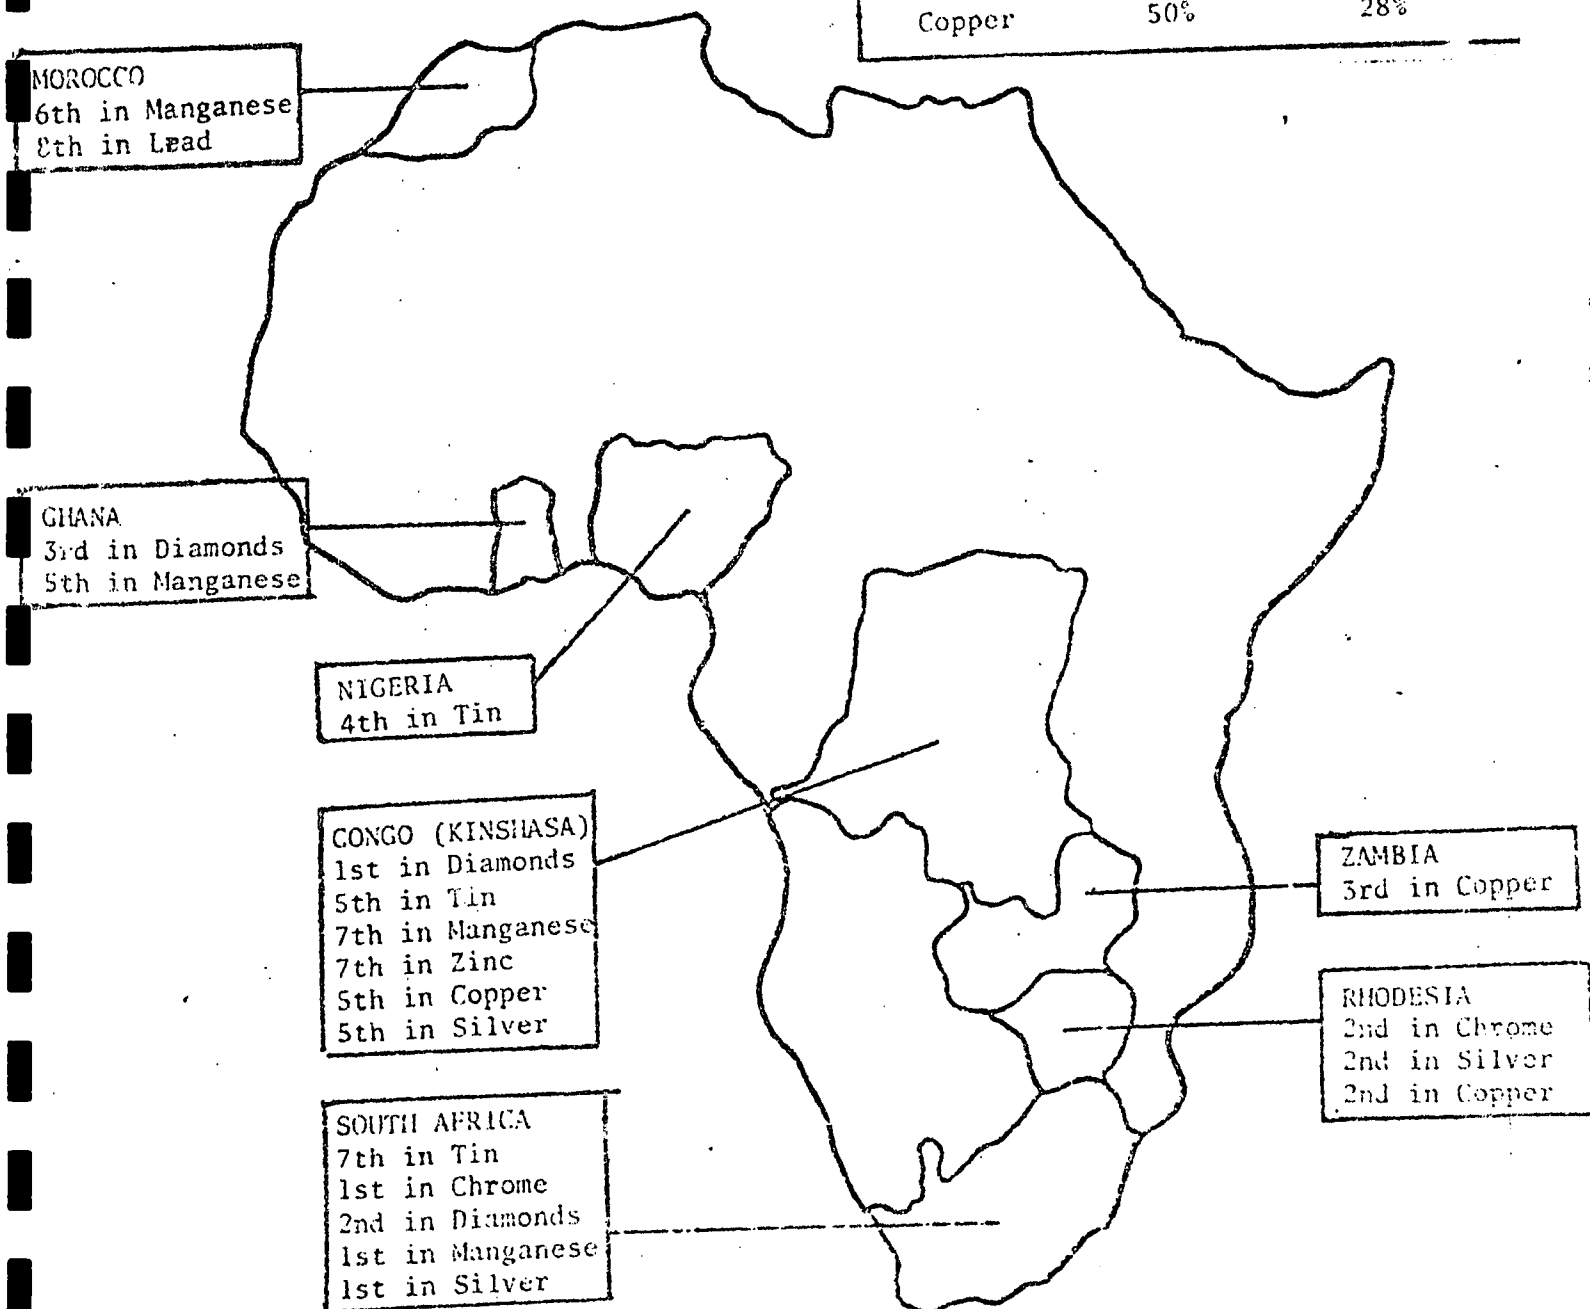 Copper 50% 28%
MOROCCO
6th in Manganese
8th in Lead
GHANA
3rd in Diamonds
5th in Manganese
NIGERIA
4th in Tin
CONGO (KINSHASA)
1st in Diamonds
5th in Tin
7th in Manganese
7th in Zinc
5th in Copper
5th in Silver
ZAMBIA
3rd in Copper
RHODESIA
2nd in Chrome
2nd in Silver
2nd in Copper
SOUTH AFRICA
7th in Tin
1st in Chrome
2nd in Diamonds
1st in Manganese
1st in Silver